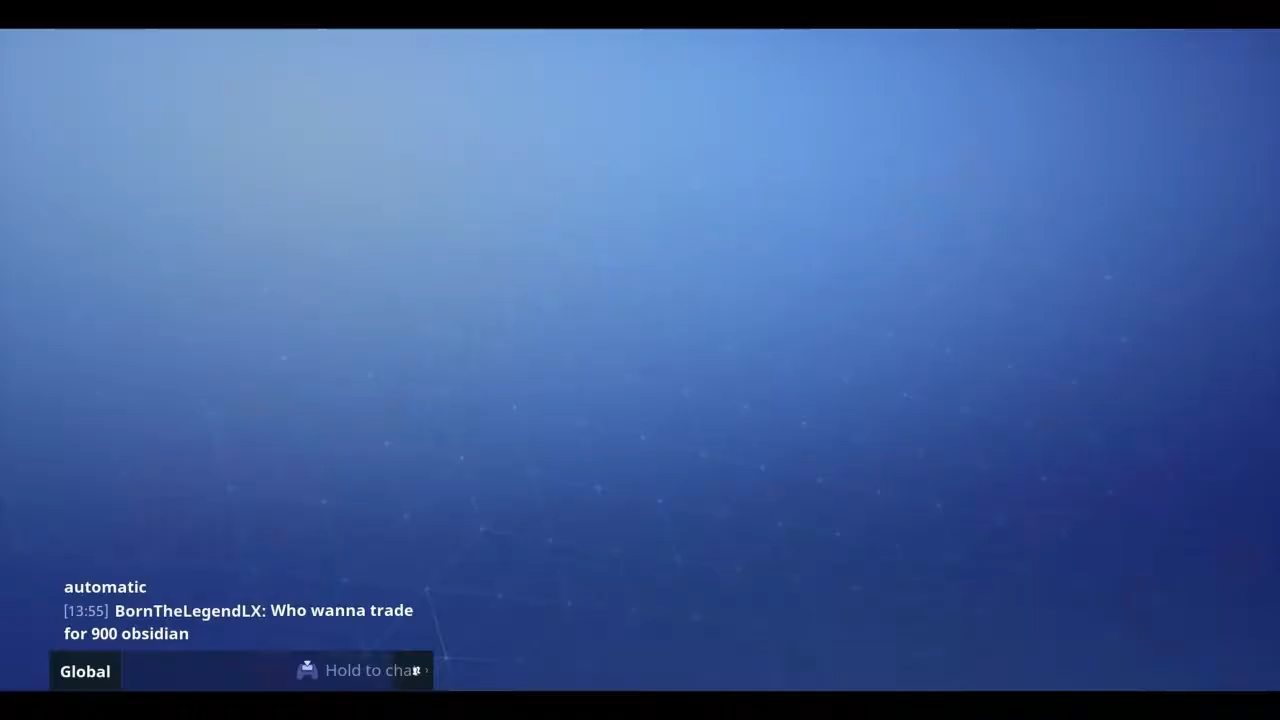 automatic
[13:55] BornTheLegendLX: Who wanna trade
for 900 obsidian
Global
Hold to chat